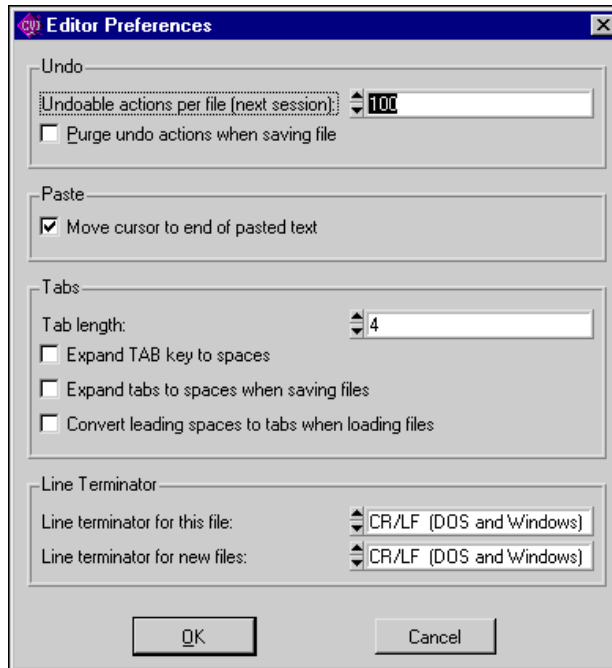 CVI Editor Preferences
Undo
Undoable actions per file (next session): 100
Purge undo actions when saving file
Paste
Move cursor to end of pasted text
Tabs
Tab length: 4
Expand TAB key to spaces
Expand tabs to spaces when saving files
Convert leading spaces to tabs when loading files
Line Terminator
Line terminator for this file: CR/LF (DOS and Windows)
Line terminator for new files: CR/LF (DOS and Windows)
OK Cancel